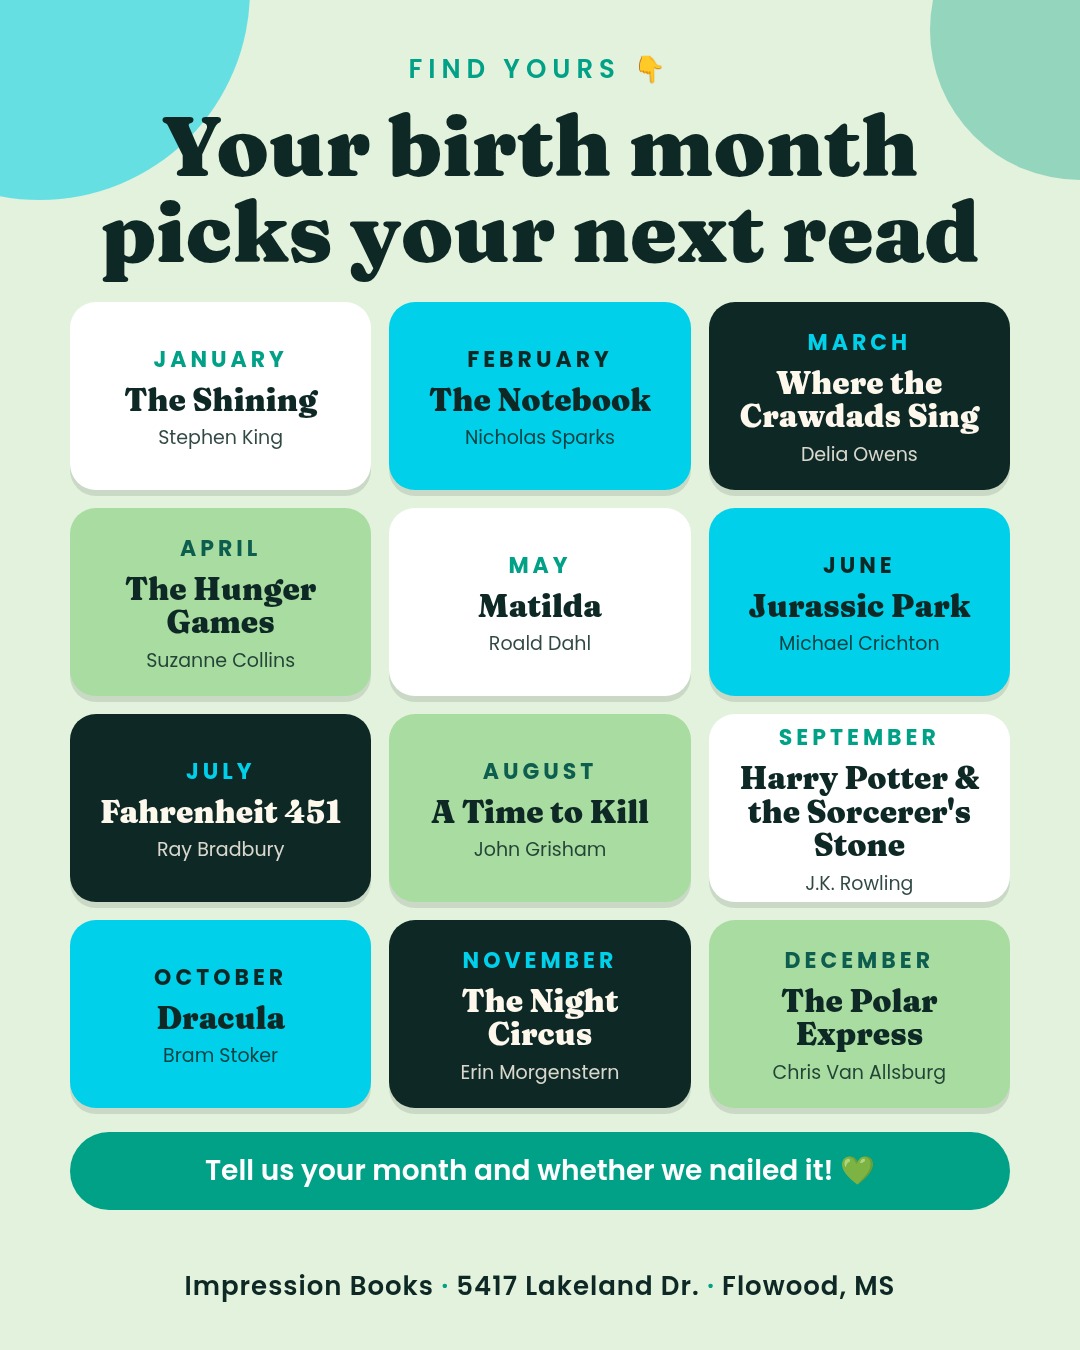 FIND YOURS 👇
Your birth month
picks your next read
JANUARY
The Shining
Stephen King
FEBRUARY
The Notebook
Nicholas Sparks
MARCH
Where the
Crawdads Sing
Delia Owens
APRIL
The Hunger
Games
Suzanne Collins
MAY
Matilda
Roald Dahl
JUNE
Jurassic Park
Michael Crichton
JULY
Fahrenheit 451
Ray Bradbury
AUGUST
A Time to Kill
John Grisham
SEPTEMBER
Harry Potter &
the Sorcerer's
Stone
J.K. Rowling
OCTOBER
Dracula
Bram Stoker
NOVEMBER
The Night
Circus
Erin Morgenstern
DECEMBER
The Polar
Express
Chris Van Allsburg
Tell us your month and whether we nailed it! 💚
Impression Books · 5417 Lakeland Dr. · Flowood, MS